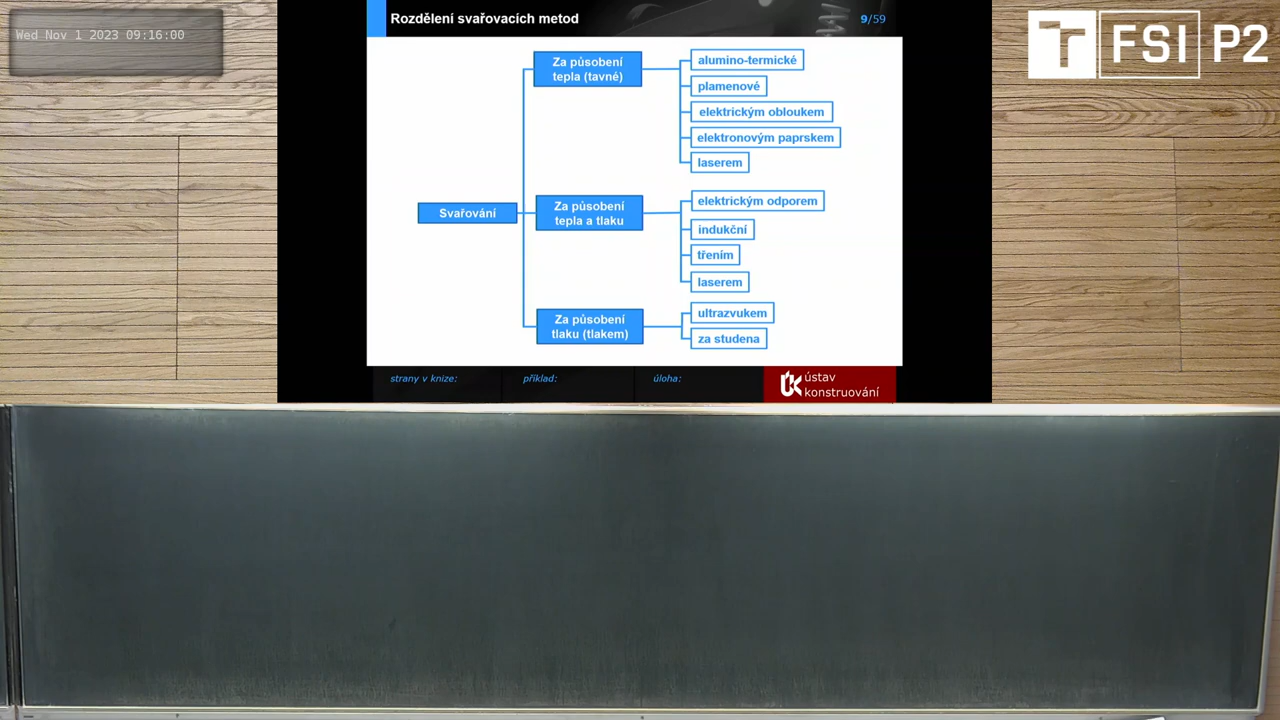 Wed Nov 1 2023 09:16:00
Rozdělení svařovacích metod
9/59
T FSI P2
Svařování
Za působení
tepla (tavné)
alumino-termické
plamenové
elektrickým obloukem
elektronovým paprskem
laserem
Za působení
tepla a tlaku
elektrickým odporem
indukční
třením
laserem
Za působení
tlaku (tlakem)
ultrazvukem
za studena
strany v knize:
příklad:
úloha:
ústav
konstruování